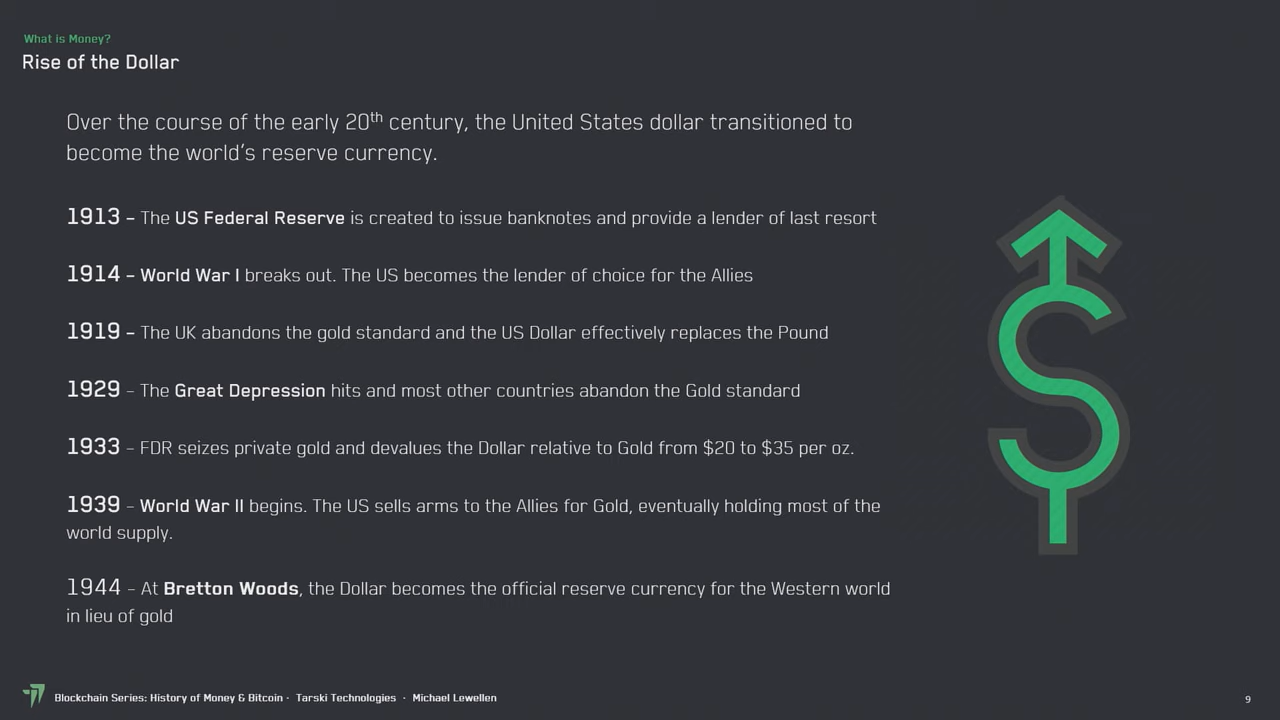 What is Money?
Rise of the Dollar
Over the course of the early 20th century, the United States dollar transitioned to
become the world's reserve currency.
1913 – The US Federal Reserve is created to issue banknotes and provide a lender of last resort
1914 – World War I breaks out. The US becomes the lender of choice for the Allies
1919 – The UK abandons the gold standard and the US Dollar effectively replaces the Pound
1929 – The Great Depression hits and most other countries abandon the Gold standard
1933 – FDR seizes private gold and devalues the Dollar relative to Gold from $20 to $35 per oz.
1939 – World War II begins. The US sells arms to the Allies for Gold, eventually holding most of the
world supply.
1944 – At Bretton Woods, the Dollar becomes the official reserve currency for the Western world
in lieu of gold
Blockchain Series: History of Money & Bitcoin · Tarski Technologies · Michael Lewellen
9